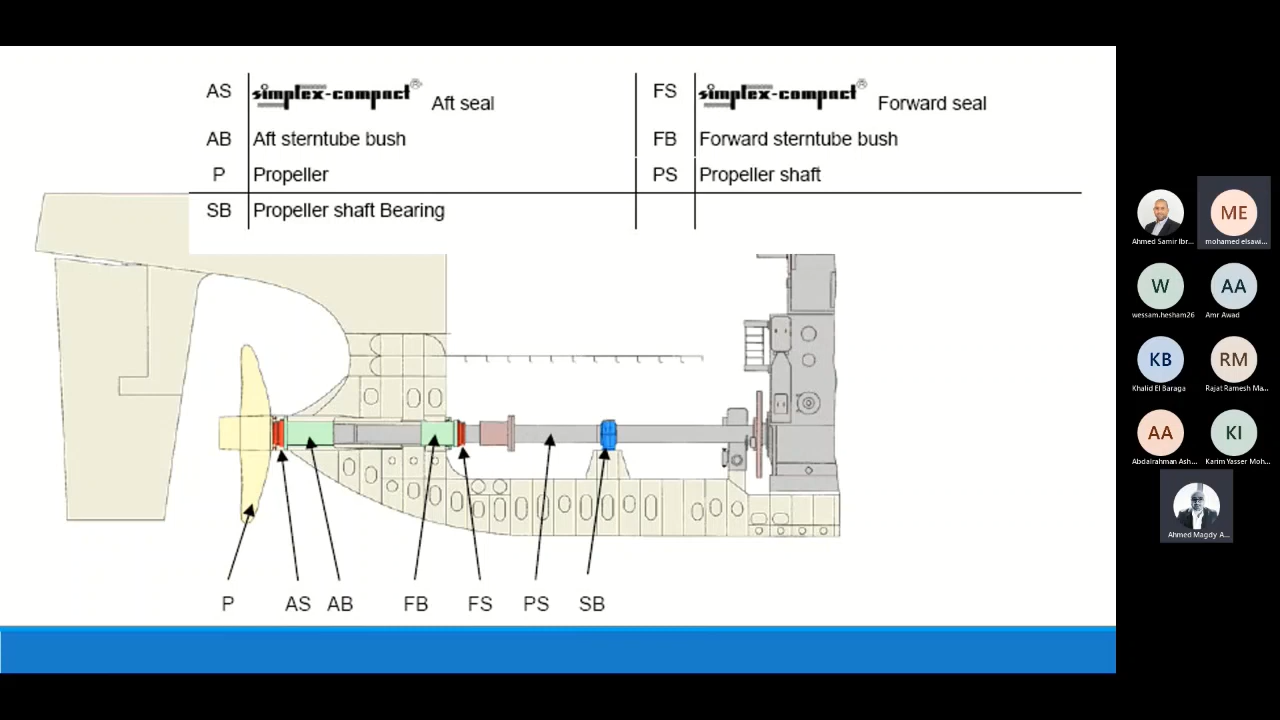 AS simplex-compact® Aft seal FS simplex-compact® Forward seal
AB Aft sterntube bush FB Forward sterntube bush
P Propeller PS Propeller shaft
SB Propeller shaft Bearing
P AS AB FB FS PS SB
ME
Ahmed Samir Ibr... mohamed elsaw...
W AA
wessam.hesham26 Amr Awad
KB RM
Khalid El Baraga Rajat Ramesh Ma...
AA KI
Abdalrahman Ash... Karim Yasser Moh...
Ahmed Magdy A...